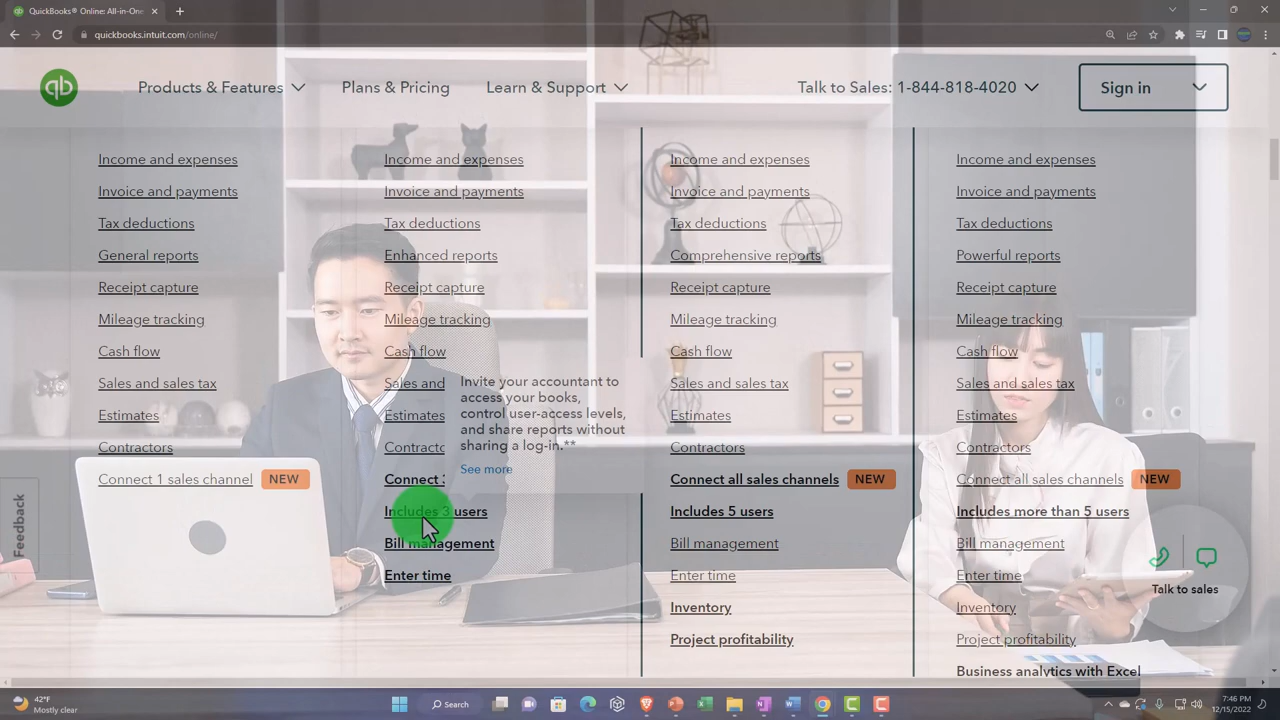 QuickBooks® Online: All-in-One
quickbooks.intuit.com/online/
qb
Products & Features
Plans & Pricing
Learn & Support
Talk to Sales: 1-844-818-4020
Sign in
Income and expenses
Invoice and payments
Tax deductions
General reports
Receipt capture
Mileage tracking
Cash flow
Sales and sales tax
Estimates
Contractors
Connect 1 sales channel NEW
Income and expenses
Invoice and payments
Tax deductions
Enhanced reports
Receipt capture
Mileage tracking
Cash flow
Sales and
Estimates
Contracto
Connect
Includes 3 users
Bill management
Enter time
Invite your accountant to
access your books,
control user-access levels,
and share reports without
sharing a log-in.**
See more
Income and expenses
Invoice and payments
Tax deductions
Comprehensive reports
Receipt capture
Mileage tracking
Cash flow
Sales and sales tax
Estimates
Contractors
Connect all sales channels NEW
Includes 5 users
Bill management
Enter time
Inventory
Project profitability
Income and expenses
Invoice and payments
Tax deductions
Powerful reports
Receipt capture
Mileage tracking
Cash flow
Sales and sales tax
Estimates
Contractors
Connect all sales channels NEW
Includes more than 5 users
Bill management
Enter time
Inventory
Project profitability
Business analytics with Excel
Feedback
Talk to sales
42°F
Mostly clear
Search
7:46 PM
12/15/2022